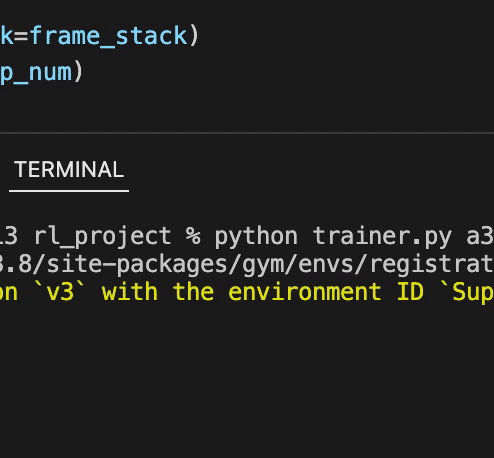 k=frame_stack)
p_num)
TERMINAL
13 rl_project % python trainer.py a3
3.8/site-packages/gym/envs/registrat
on `v3` with the environment ID `Sup